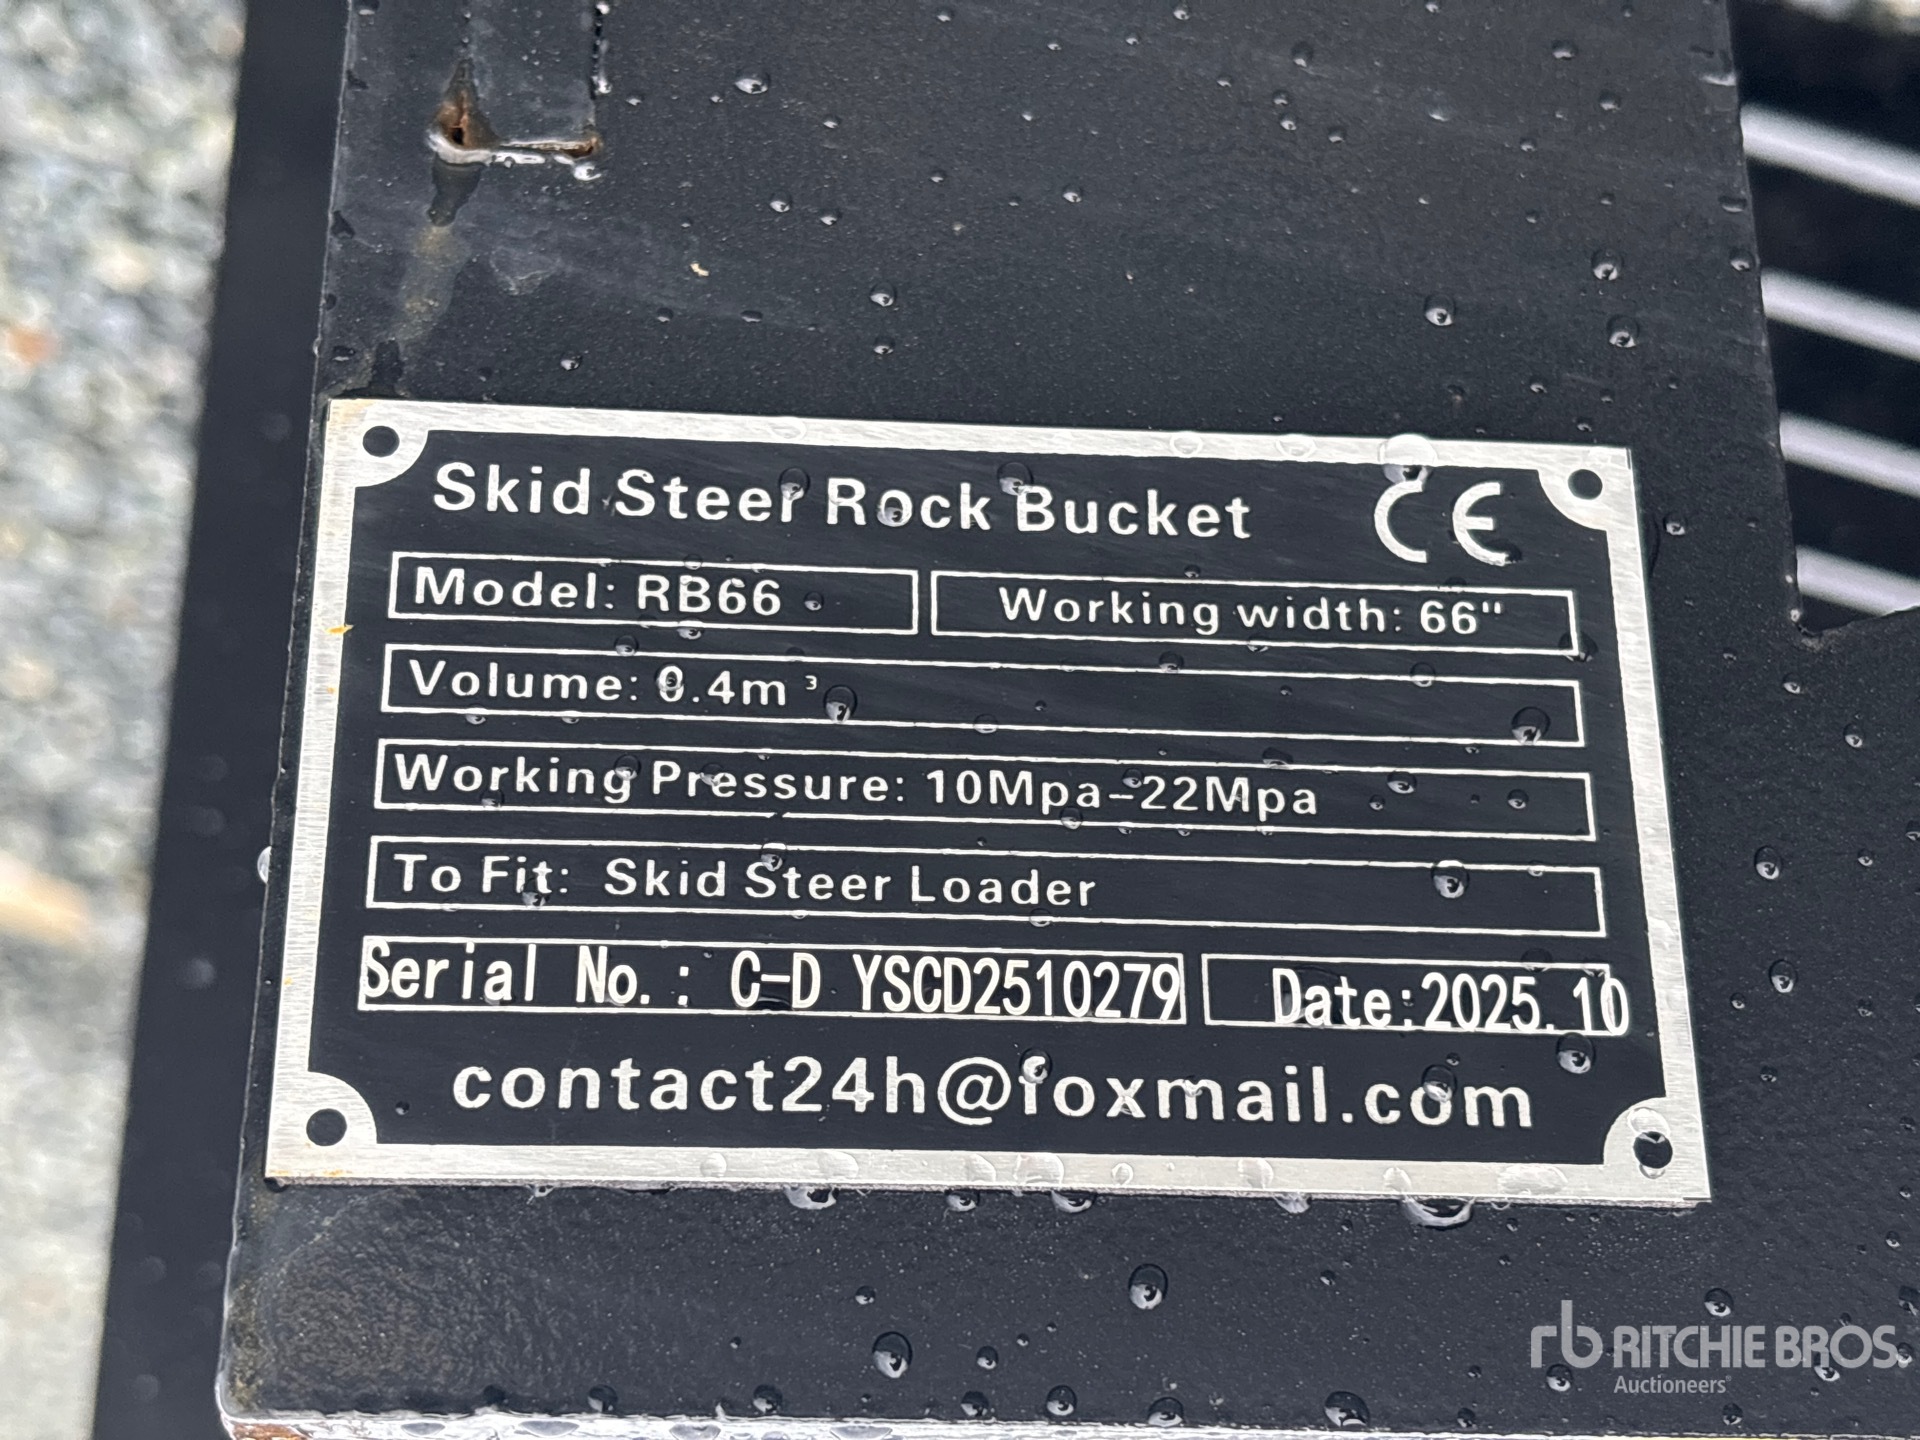 Skid Steer Rock Bucket CE
Model: RB66 Working width: 66"
Volume: 0.4m³
Working Pressure: 10Mpa-22Mpa
To Fit: Skid Steer Loader
Serial No.: C-D YSCD2510279 Date:2025.10
contact24h@foxmail.com
rb RITCHIE BROS.
Auctioneers®